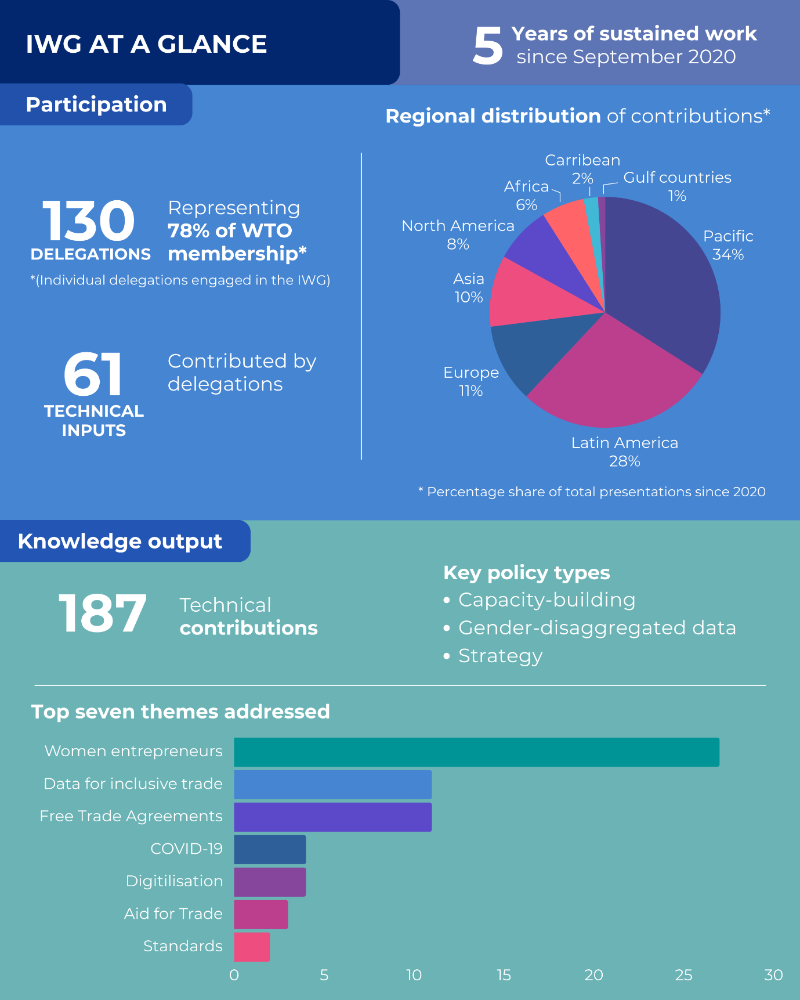 IWG AT A GLANCE
5
Years of sustained work
since September 2020
Participation
130
DELEGATIONS
Representing
78% of WTO
membership*
*(Individual delegations engaged in the IWG)
61
TECHNICAL
INPUTS
Contributed by
delegations
Regional distribution of contributions*
Carribean
2%
Gulf countries
1%
Africa
6%
North America
8%
Pacific
34%
Asia
10%
Europe
11%
Latin America
28%
* Percentage share of total presentations since 2020
Knowledge output
187
Technical
contributions
Key policy types
• Capacity-building
• Gender-disaggregated data
• Strategy
Top seven themes addressed
Women entrepreneurs
Data for inclusive trade
Free Trade Agreements
COVID-19
Digitilisation
Aid for Trade
Standards
0 5 10 15 20 25 30